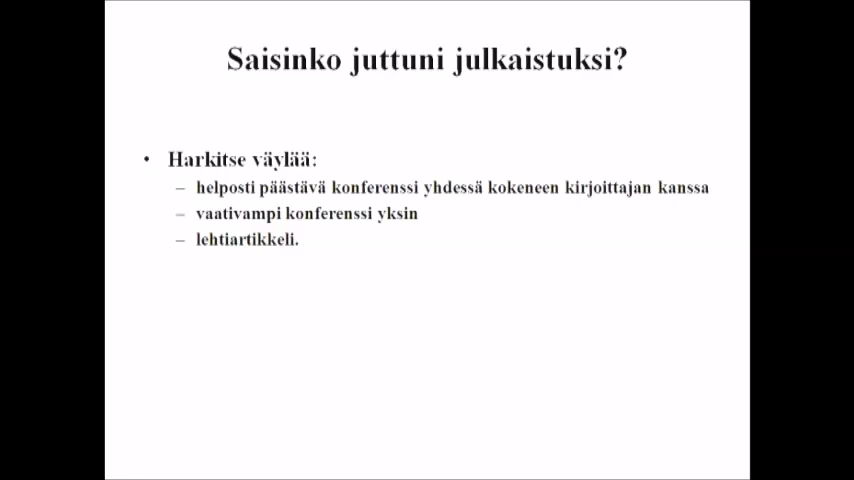 Saisinko juttuni julkaistuksi?
• Harkitse väylää:
– helposti päästävä konferenssi yhdessä kokeneen kirjoittajan kanssa
– vaativampi konferenssi yksin
– lehtiartikkeli.